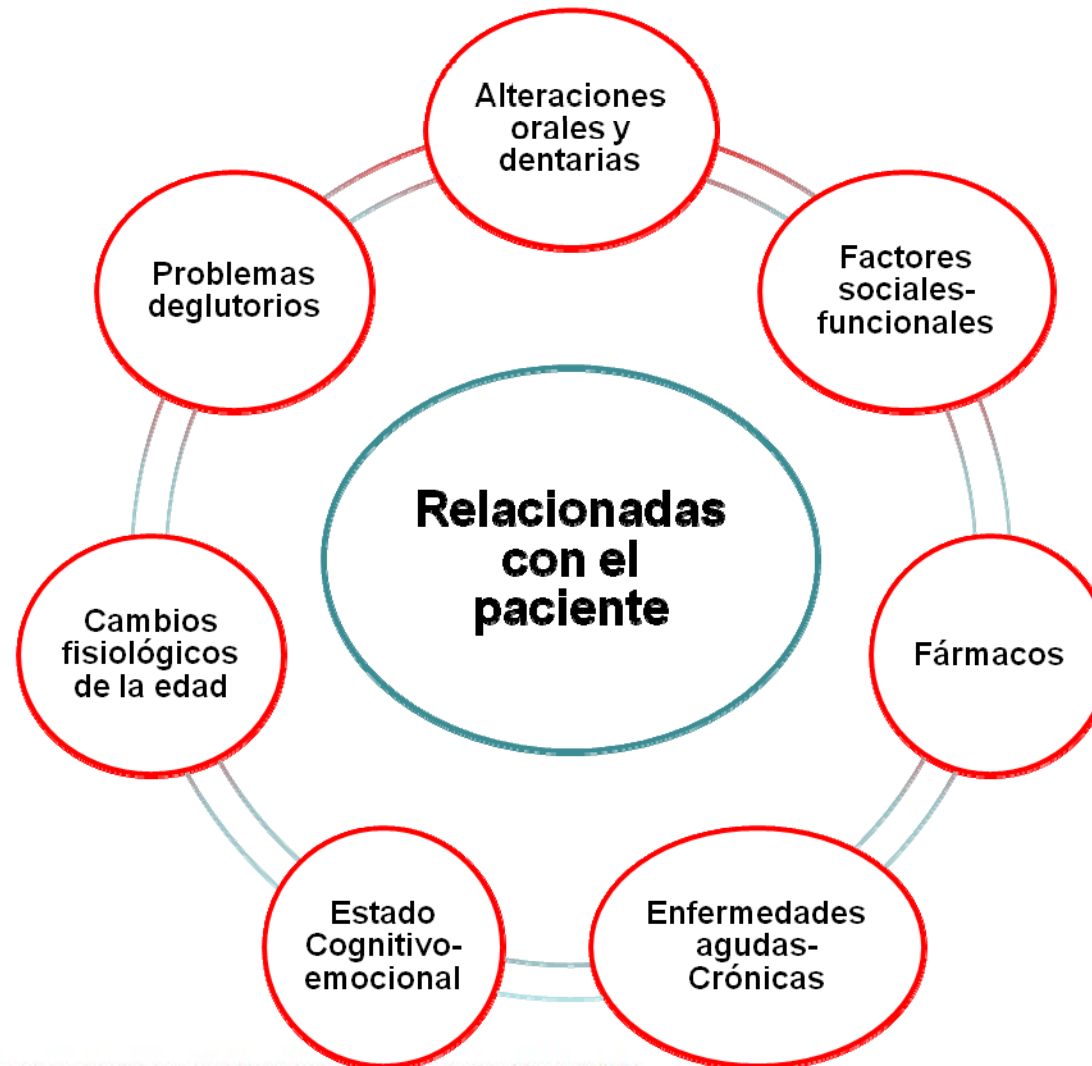 Alteraciones
orales y
dentarias
Factores
sociales-
funcionales
Fármacos
Enfermedades
agudas-
Crónicas
Estado
Cognitivo-
emocional
Cambios
fisiológicos
de la edad
Problemas
deglutorios
Relacionadas
con el
paciente